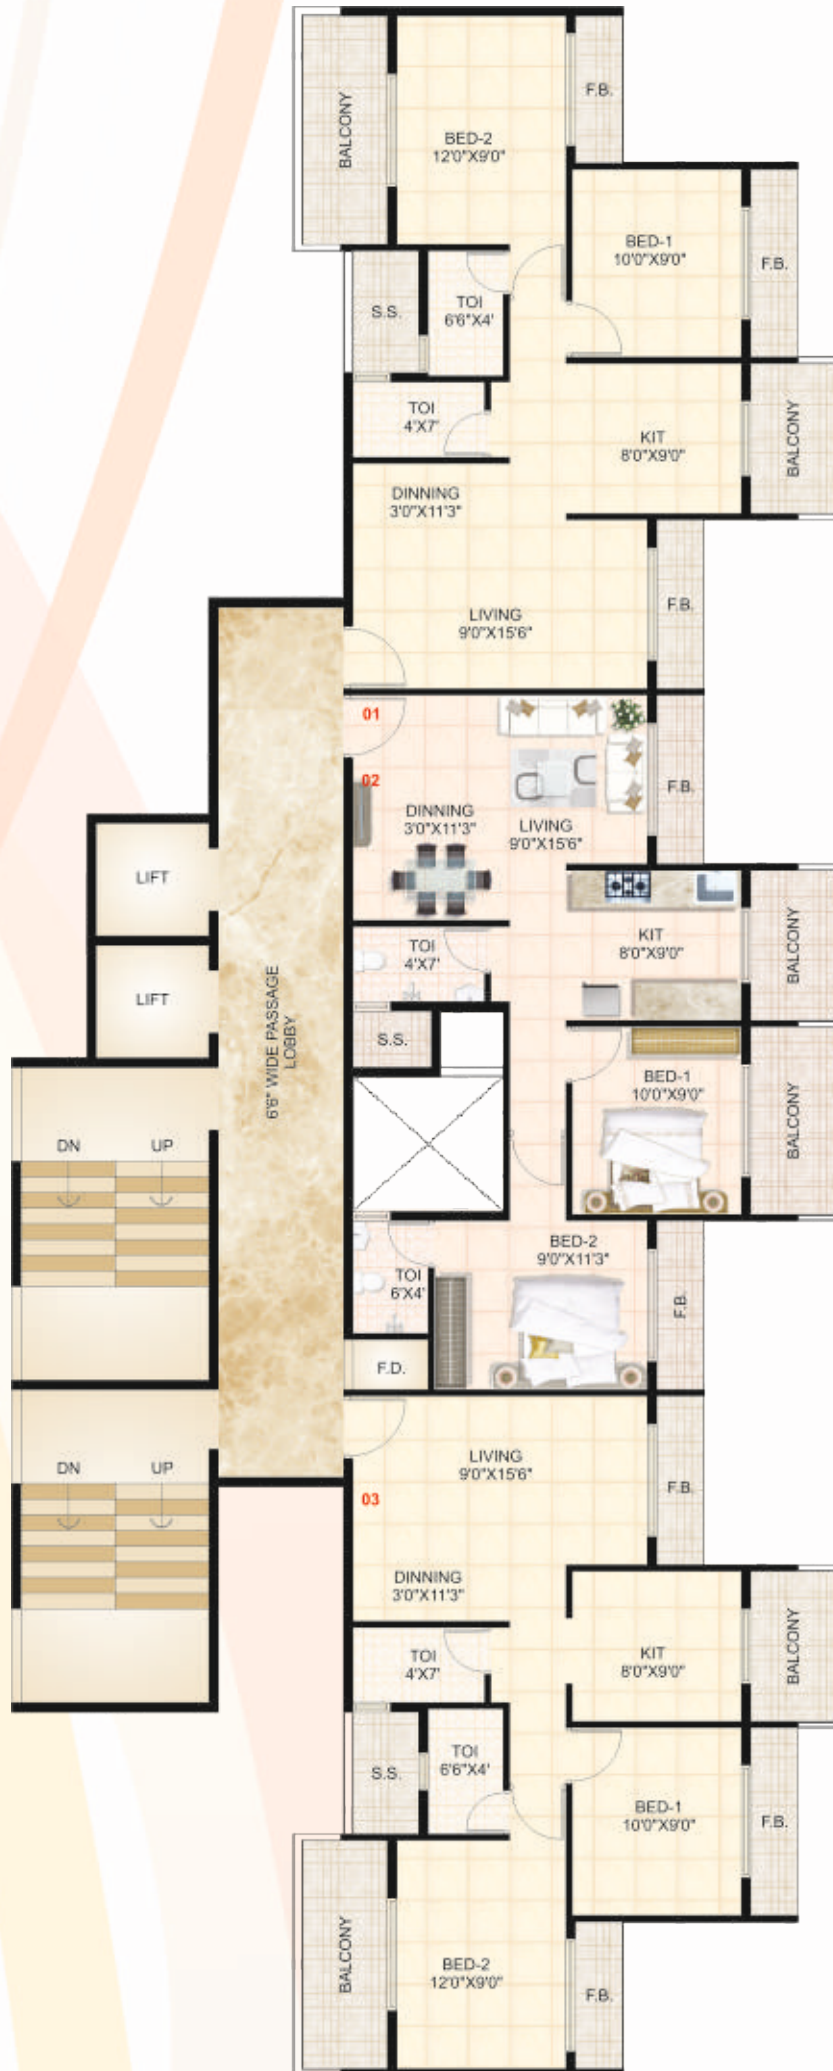 BALCONY
BED-2
12'0"X9'0"
F.B.
BED-1
10'0"X9'0"
F.B.
S.S.
TOI
6'6"X4'
TOI
4'X7'
KIT
8'0"X9'0"
BALCONY
DINNING
3'0"X11'3"
LIVING
9'0"X15'6"
F.B.
01
02
DINNING
3'0"X11'3"
LIVING
9'0"X15'6"
F.B.
LIFT
LIFT
6'6" WIDE PASSAGE
LOBBY
TOI
4'X7'
KIT
8'0"X9'0"
BALCONY
S.S.
BED-1
10'0"X9'0"
BALCONY
DN
UP
BED-2
9'0"X11'3"
TOI
6'X4'
F.B.
F.D.
LIVING
9'0"X15'6"
F.B.
DN
UP
03
DINNING
3'0"X11'3"
TOI
4'X7'
KIT
8'0"X9'0"
BALCONY
S.S.
TOI
6'6"X4'
BED-1
10'0"X9'0"
F.B.
BALCONY
BED-2
12'0"X9'0"
F.B.